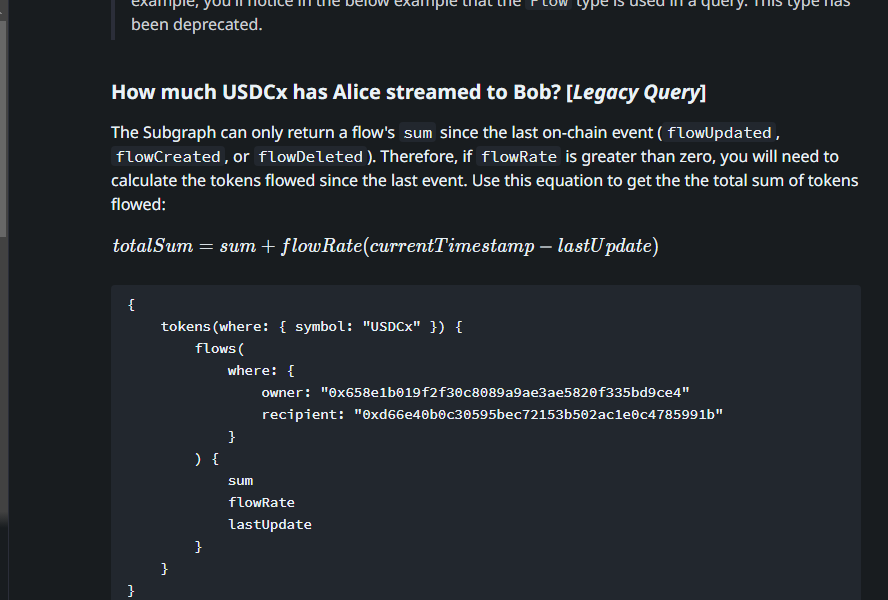 example, you'll notice in the below example that the Flow type is used in a query. This type has
been deprecated.
How much USDCx has Alice streamed to Bob? [Legacy Query]
The Subgraph can only return a flow's sum since the last on-chain event ( flowUpdated ,
flowCreated , or flowDeleted ). Therefore, if flowRate is greater than zero, you will need to
calculate the tokens flowed since the last event. Use this equation to get the the total sum of tokens
flowed:
totalSum = sum + flowRate(currentTimestamp − lastUpdate)
{
    tokens(where: { symbol: "USDCx" }) {
        flows(
            where: {
                owner: "0x658e1b019f2f30c8089a9ae3ae5820f335bd9ce4"
                recipient: "0xd66e40b0c30595bec72153b502ac1e0c4785991b"
            }
        ) {
            sum
            flowRate
            lastUpdate
        }
    }
}